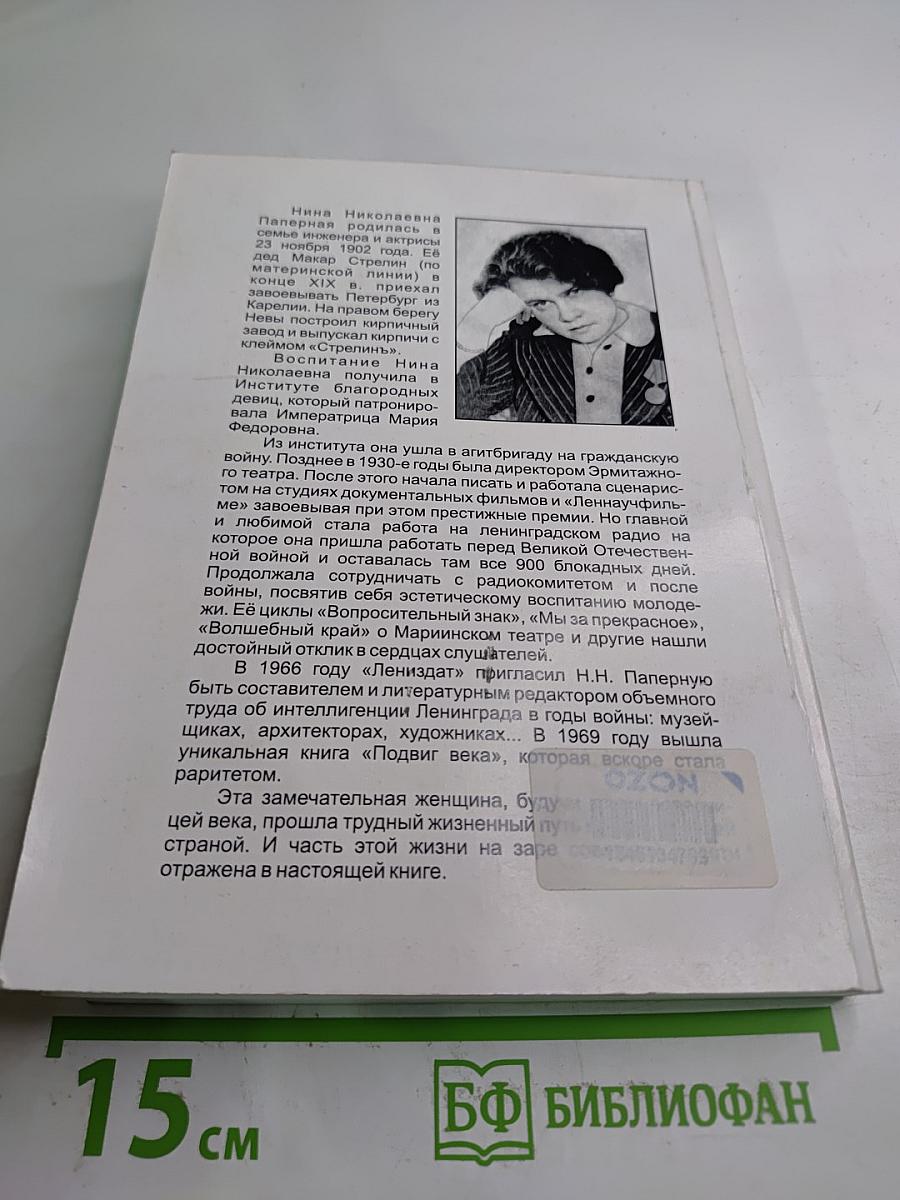 Нина Николаевна
Паперная родилась в
семье инженера и актрисы
23 ноября 1902 года. Её
дед Макар Стрелин (по
материнской линии) в
конце XIX в. приехал
завоевывать Петербург из
Карелии. На правом берегу
Невы построил кирпичный
завод и выпускал кирпичи с
клеймом «Стрелинъ».
Воспитание Нина
Николаевна получила в
Институте благородных
девиц, который патрониро-
вала Императрица Мария
Федоровна.
Из института она ушла в агитбригаду на гражданскую
войну. Позднее в 1930-е годы была директором Эрмитажно-
го театра. После этого начала писать и работала сценарис-
том на студиях документальных фильмов и «Леннаучфиль-
ме» завоевывая при этом престижные премии. Но главной
и любимой стала работа на ленинградском радио на
которое она пришла работать перед Великой Отечествен-
ной войной и оставалась там все 900 блокадных дней.
Продолжала сотрудничать с радиокомитетом и после
войны, посвятив себя эстетическому воспитанию молоде-
жи. Её циклы «Вопросительный знак», «Мы за прекрасное»,
«Волшебный край» о Мариинском театре и другие нашли
достойный отклик в сердцах слушателей.
В 1966 году «Лениздат» пригласил Н.Н. Паперную
быть составителем и литературным редактором объемного
труда об интеллигенции Ленинграда в годы войны: музей-
щиках, архитекторах, художниках... В 1969 году вышла
уникальная книга «Подвиг века», которая вскоре стала
раритетом.
Эта замечательная женщина,
цей века, прошла трудный жизненный путь
страной. И часть этой жизни на заре
отражена в настоящей книге.
OZON
15 см
БФ БИБЛИОФАН